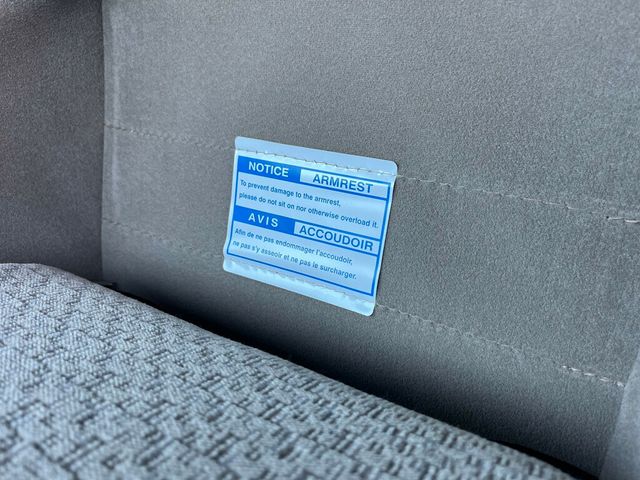 NOTICE ARMREST
To prevent damage to the armrest,
please do not sit on nor otherwise overload it.
AVIS ACCOUDOIR
Afin de ne pas endommager l'accoudoir,
ne pas s'y asseoir et ne pas le surcharger.